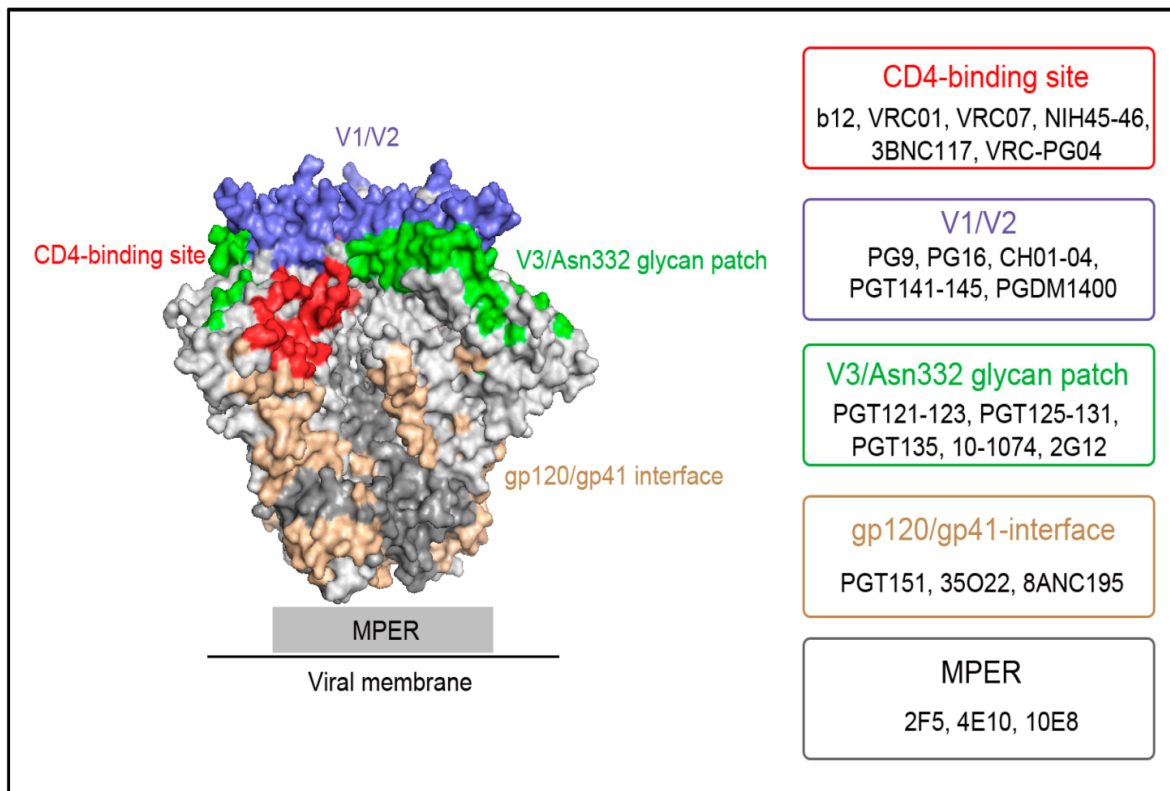 V1/V2
CD4-binding site
V3/Asn332 glycan patch
gp120/gp41 interface
MPER
Viral membrane
CD4-binding site
b12, VRC01, VRC07, NIH45-46,
3BNC117, VRC-PG04
V1/V2
PG9, PG16, CH01-04,
PGT141-145, PGDM1400
V3/Asn332 glycan patch
PGT121-123, PGT125-131,
PGT135, 10-1074, 2G12
gp120/gp41-interface
PGT151, 35O22, 8ANC195
MPER
2F5, 4E10, 10E8